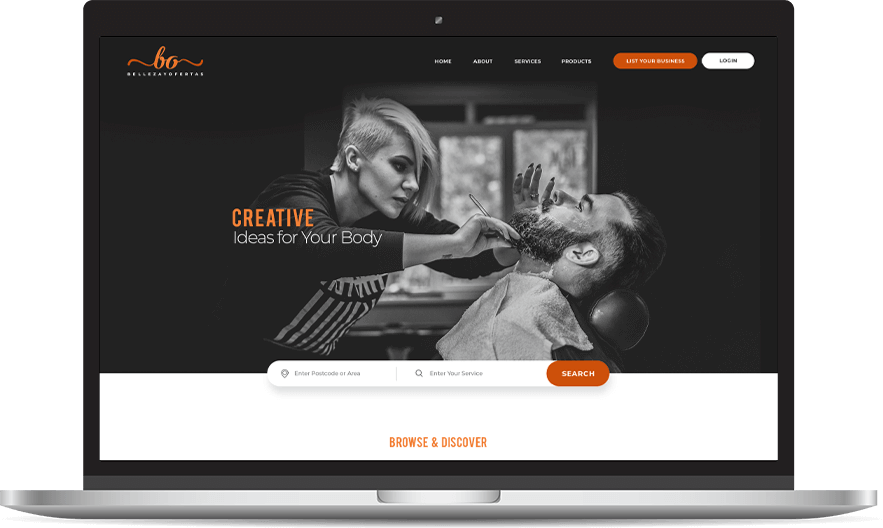 bo
BELLEZAYOFERTAS
HOME ABOUT SERVICES PRODUCTS LIST YOUR BUSINESS LOGIN
CREATIVE
Ideas for Your Body
Enter Postcode or Area Enter Your Service SEARCH
BROWSE & DISCOVER